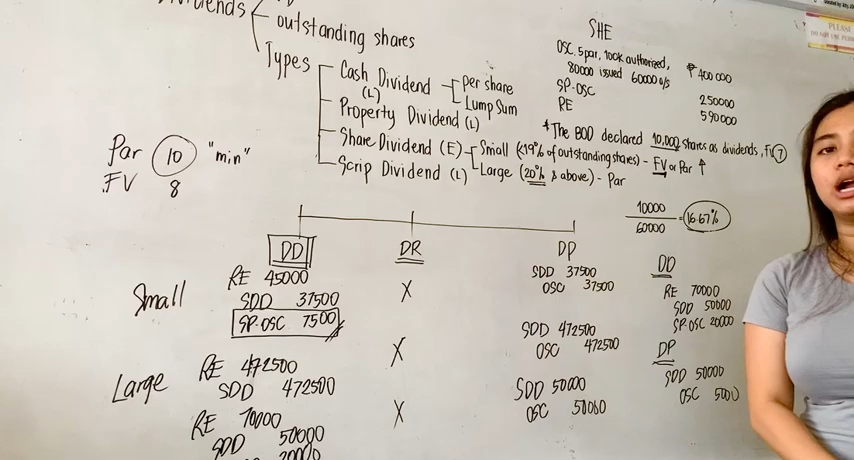 outstanding shares
Types
Cash Dividend (L)
Per share
Lump Sum
Property Dividend (L)
Share Dividend (E)
Small (<19% of outstanding shares) - FV or Par ↑
Large (20% & above) - Par
Scrip Dividend (L)
SHE
OSC, 5 par, 100k authorized,
80000 issued 60000 o/s ₱400 000
SP-OSC 250000
RE 590000
*The BOD declared 10,000 shares as dividends, FV 7
10000
60000
= 16.67%
Par 10 "min"
FV 8
DD DR DP
Small
RE 45000
SDD 37500
SP-OSC 7500
X
SDD 37500
OSC 37500
Large
RE 472500
SDD 472500
X
SDD 472500
OSC 472500
RE 70000
SDD 50000
20000
X
SDD 50000
OSC 50000
DD
RE 70000
SDD 50000
SP-OSC 20000
DP
SDD 50000
OSC 5000